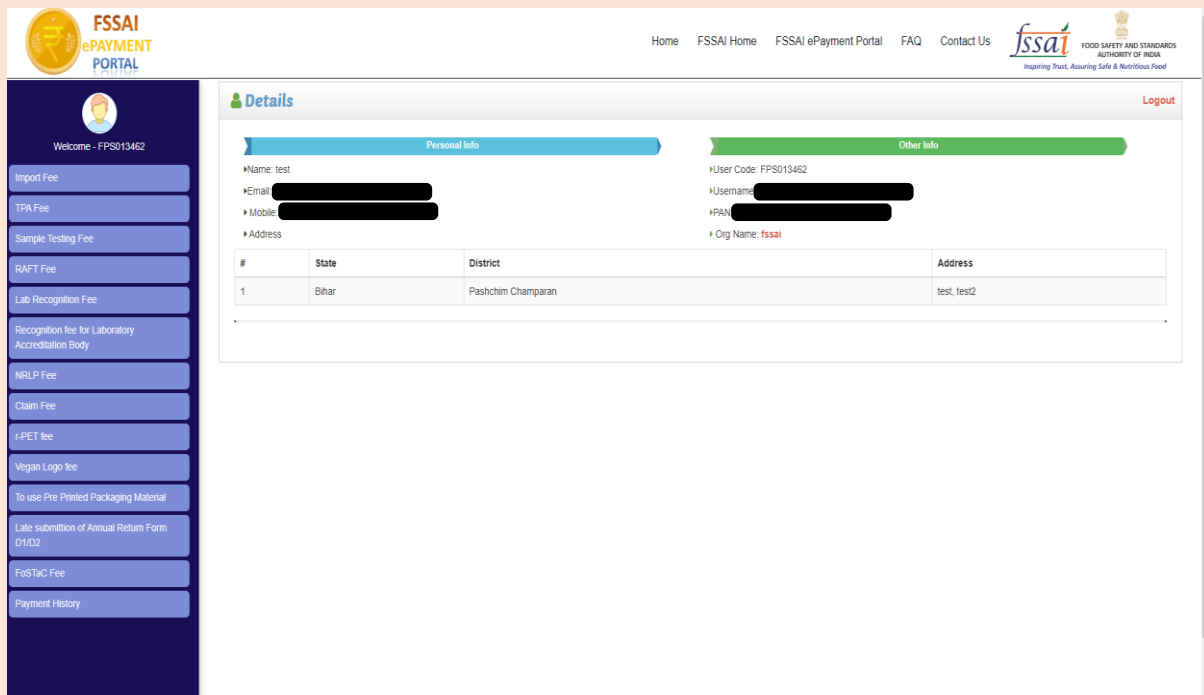 FSSAI
ePAYMENT
PORTAL
Home FSSAI Home FSSAI ePayment Portal FAQ Contact Us
fssai
FOOD SAFETY AND STANDARDS
AUTHORITY OF INDIA
Inspiring Trust, Assuring Safe & Nutritious Food
Welcome - FPS013462
Import Fee
TPA Fee
Sample Testing Fee
RAFT Fee
Lab Recognition Fee
Recognition fee for Laboratory
Accreditation Body
NRLP Fee
Claim Fee
r-PET fee
Vegan Logo fee
To use Pre Printed Packaging Material
Late submittion of Annual Return Form
D1/D2
FoSTaC Fee
Payment History
Details
Logout
Personal Info
Name: test
Email:
Mobile:
Address
Other Info
User Code: FPS013462
Username
PAN
Org Name: fssai
# State District Address
1 Bihar Pashchim Champaran test, test2